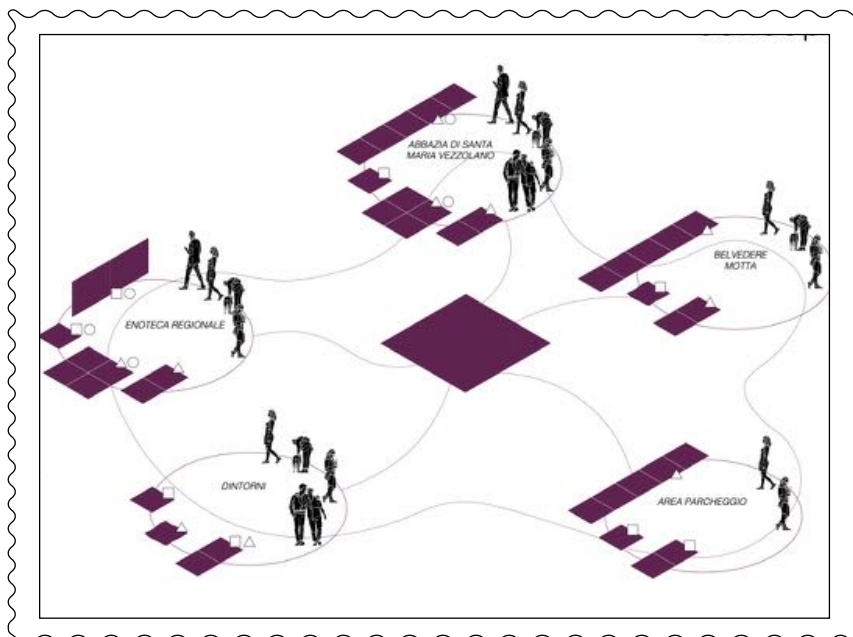 ABBAZIA DI SANTA
MARIA VEZZOLANO
BELVEDERE
MOTTA
ENOTECA REGIONALE
DINTORNI
AREA PARCHEGGIO